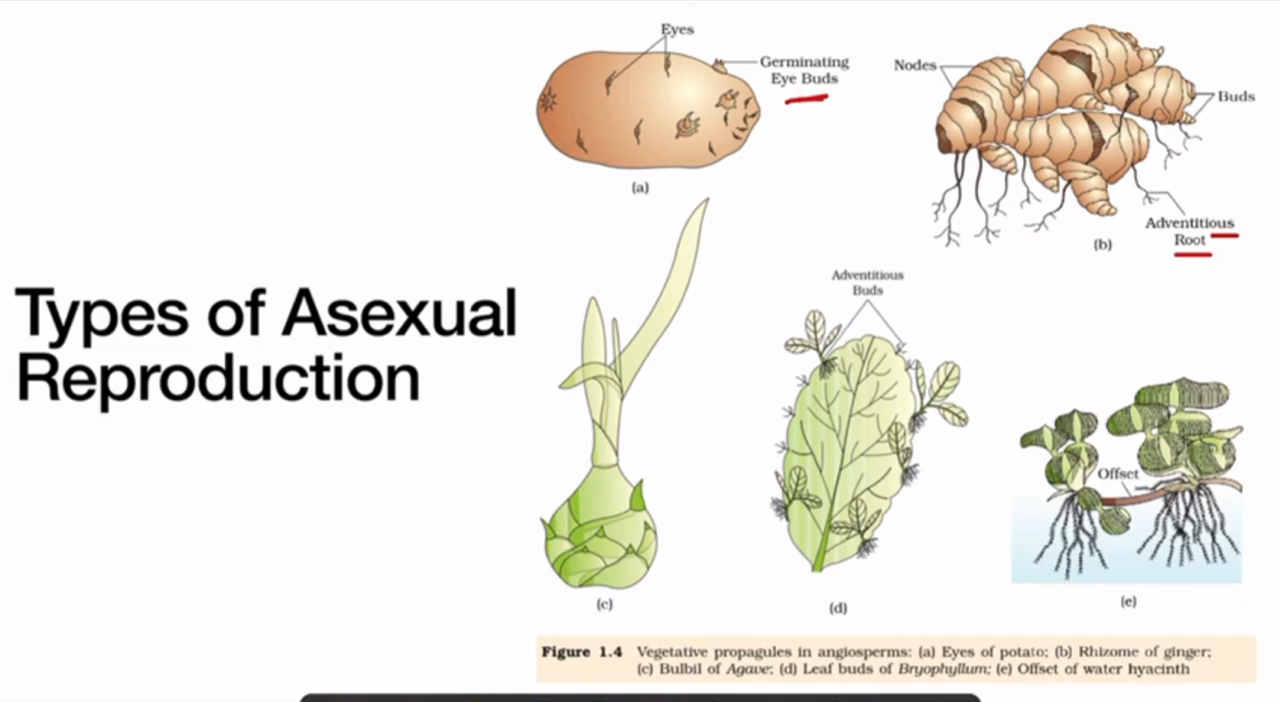 Types of Asexual
Reproduction
Eyes
Germinating
Eye Buds
(a)
Nodes
Buds
Adventitious
Root
(b)
(c)
Adventitious
Buds
(d)
Offset
(e)
Figure 1.4 Vegetative propagules in angiosperms: (a) Eyes of potato; (b) Rhizome of ginger;
(c) Bulbil of Agave; (d) Leaf buds of Bryophyllum; (e) Offset of water hyacinth